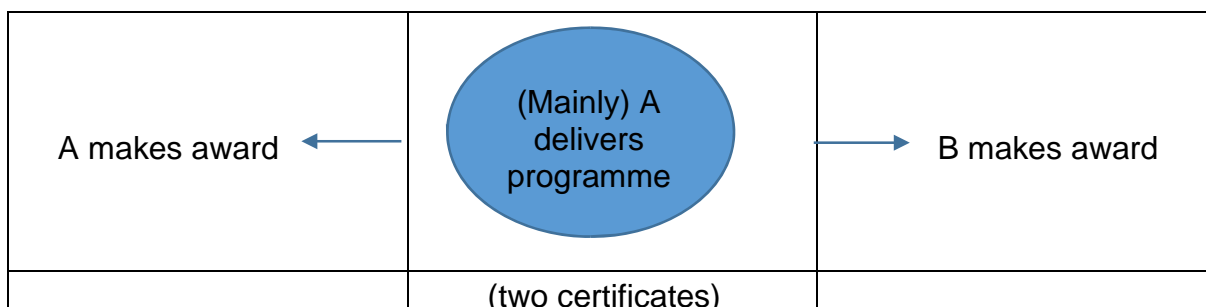 A makes award
(Mainly) A
delivers
programme
B makes award
(two certificates)